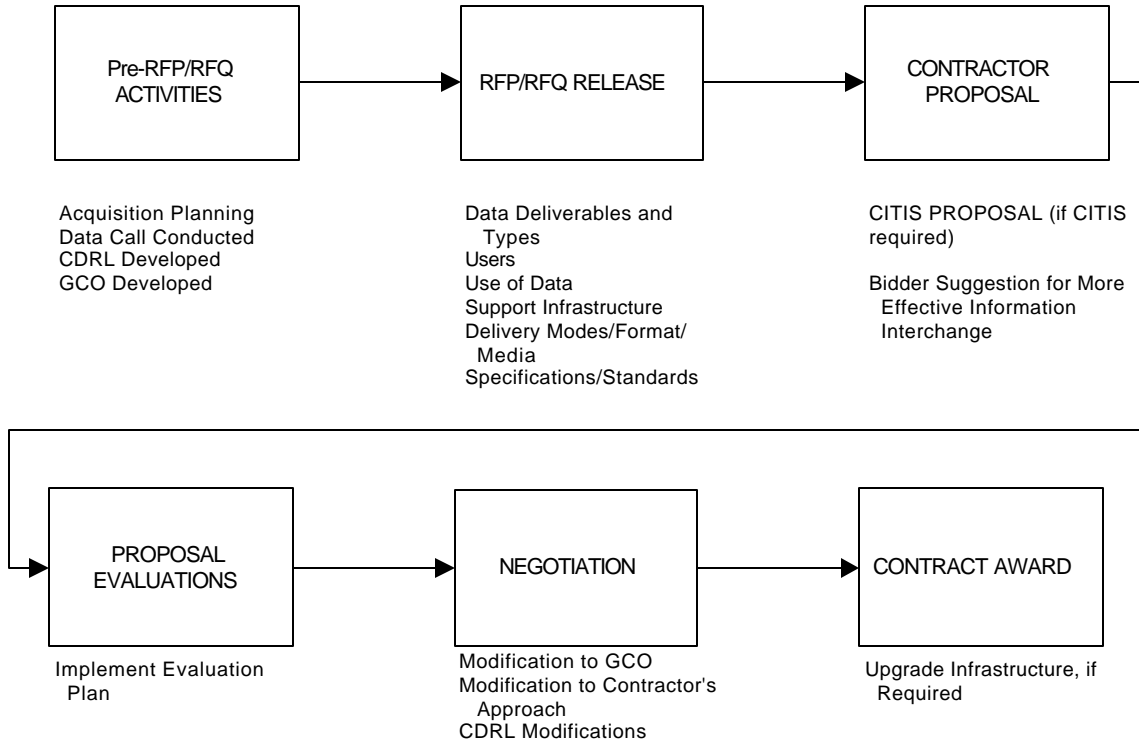 Pre-RFP/RFQ
ACTIVITIES
Acquisition Planning
Data Call Conducted
CDRL Developed
GCO Developed
RFP/RFQ RELEASE
Data Deliverables and
Types
Users
Use of Data
Support Infrastructure
Delivery Modes/Format/
Media
Specifications/Standards
CONTRACTOR
PROPOSAL
CITIS PROPOSAL (if CITIS
required)
Bidder Suggestion for More
Effective Information
Interchange
PROPOSAL
EVALUATIONS
Implement Evaluation
Plan
NEGOTIATION
Modification to GCO
Modification to Contractor's
Approach
CDRL Modifications
CONTRACT AWARD
Upgrade Infrastructure, if
Required